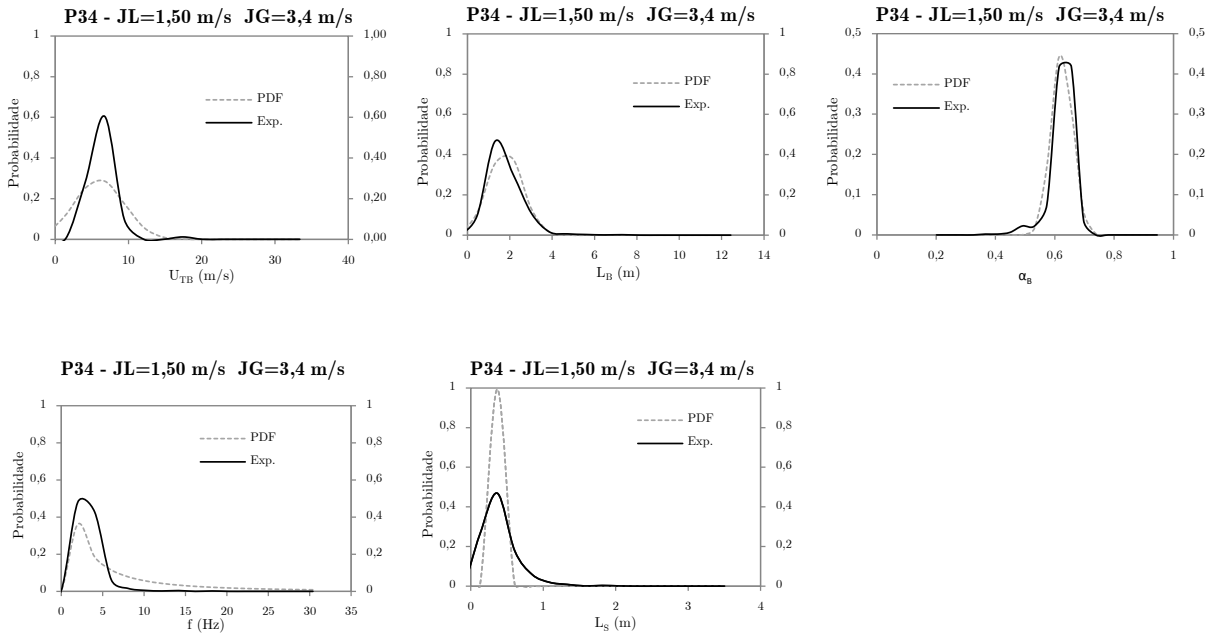 P34 - JL=1,50 m/s JG=3,4 m/s
1
0,8
0,6
0,4
0,2
0
1,00
0,80
0,60
0,40
0,20
0,00
Probabilidade
PDF
Exp.
0 10 20 30 40
U_TB (m/s)
P34 - JL=1,50 m/s JG=3,4 m/s
1
0,8
0,6
0,4
0,2
0
1
0,8
0,6
0,4
0,2
0
Probabilidade
PDF
Exp.
0 2 4 6 8 10 12 14
L_B (m)
P34 - JL=1,50 m/s JG=3,4 m/s
0,5
0,4
0,3
0,2
0,1
0
0,5
0,4
0,3
0,2
0,1
0
Probabilidade
PDF
Exp.
0 0,2 0,4 0,6 0,8 1
α_B
P34 - JL=1,50 m/s JG=3,4 m/s
1
0,8
0,6
0,4
0,2
0
1
0,8
0,6
0,4
0,2
0
Probabilidade
PDF
Exp.
0 5 10 15 20 25 30 35
f (Hz)
P34 - JL=1,50 m/s JG=3,4 m/s
1
0,8
0,6
0,4
0,2
0
1
0,8
0,6
0,4
0,2
0
Probabilidade
PDF
Exp.
0 1 2 3 4
L_S (m)